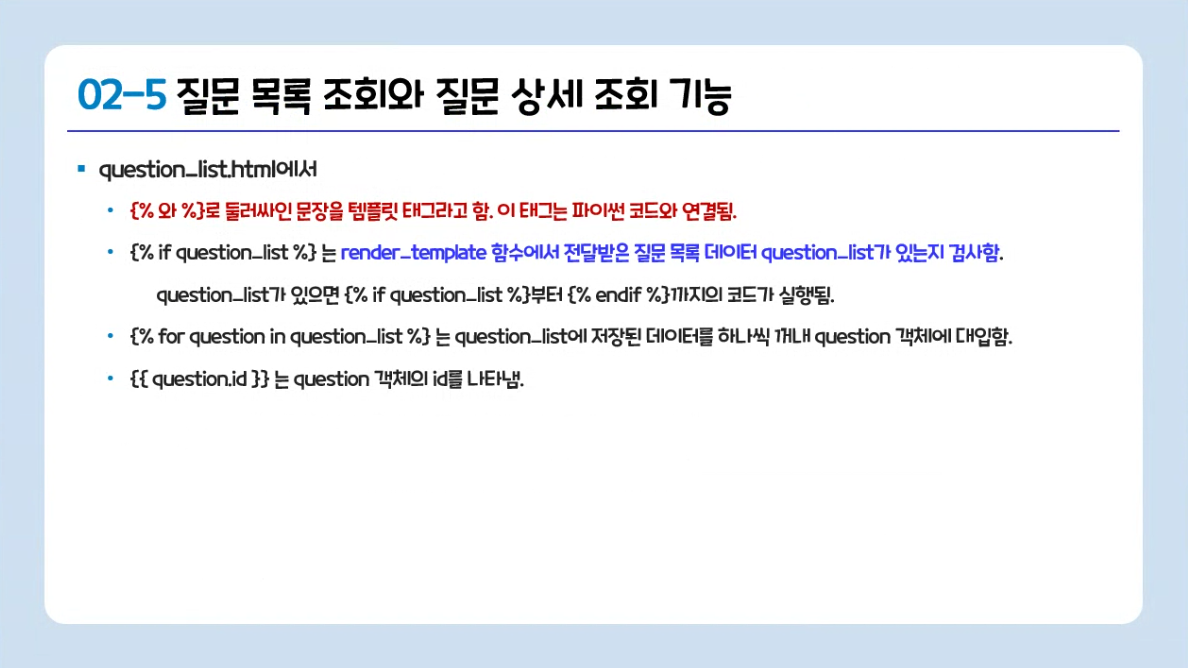 02-5 질문 목록 조회와 질문 상세 조회 기능
▪ question_list.html에서
• {% 와 %}로 둘러싸인 문장을 템플릿 태그라고 함. 이 태그는 파이썬 코드와 연결됨.
• {% if question_list %} 는 render_template 함수에서 전달받은 질문 목록 데이터 question_list가 있는지 검사함.
question_list가 있으면 {% if question_list %}부터 {% endif %}까지의 코드가 실행됨.
• {% for question in question_list %} 는 question_list에 저장된 데이터를 하나씩 꺼내 question 객체에 대입함.
• {{ question.id }} 는 question 객체의 id를 나타냄.